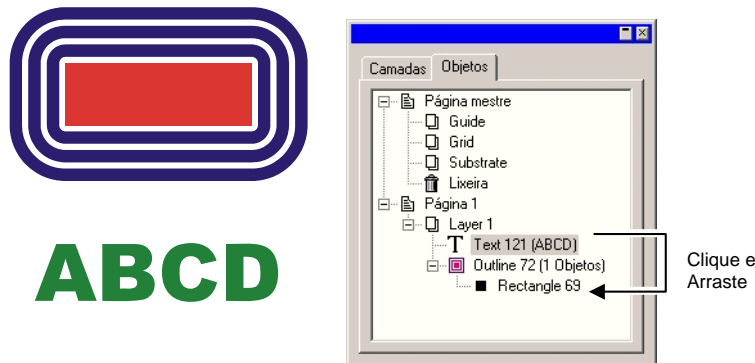 ABCD
Camadas Objetos
Página mestre
Guide
Grid
Substrate
Lixeira
Página 1
Layer 1
T Text 121 (ABCD)
Outline 72 (1 Objetos)
Rectangle 69
Clique e
Arraste